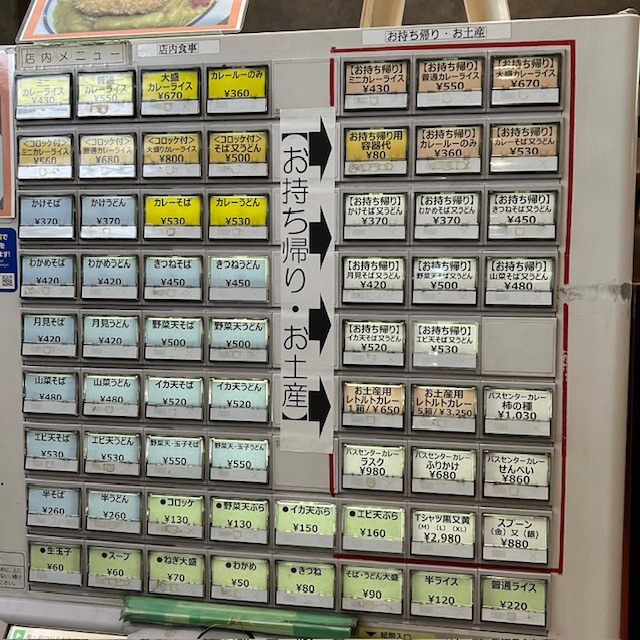 店内メニュー
店内食事
お持ち帰り・お土産
ミニ
カレーライス
¥430
普通
カレーライス
大盛
カレーライス
¥670
カレールーのみ
¥360
【お持ち帰り】
ミニカレーライス
¥430
【お持ち帰り】
普通カレーライス
¥550
【お持ち帰り】
大盛カレーライス
¥670
<コロッケ付>
ミニカレーライス
¥560
<コロッケ付>
普通カレーライス
¥680
<コロッケ付>
大盛りカレーライス
¥800
<コロッケ付>
そば又うどん
¥500
お持ち帰り用
容器代
¥80
【お持ち帰り】
カレールーのみ
¥360
【お持ち帰り】
カレーそば又うどん
¥530
かけそば
¥370
かけうどん
¥370
カレーそば
¥530
カレーうどん
¥530
【お持ち帰り】
かけそば又うどん
¥370
【お持ち帰り】
わかめそば又うどん
¥420
【お持ち帰り】
きつねそば又うどん
¥450
わかめそば
¥420
わかめうどん
¥420
きつねそば
¥450
きつねうどん
¥450
【お持ち帰り】
月見そば又うどん
¥420
【お持ち帰り】
野菜天そば又うどん
¥500
【お持ち帰り】
山菜そば又うどん
¥480
【お持ち帰り・お土産】
月見そば
¥420
月見うどん
¥420
野菜天そば
¥500
野菜天うどん
¥500
【お持ち帰り】
イカ天そば又うどん
¥520
【お持ち帰り】
エビ天そば又うどん
¥530
山菜そば
¥480
山菜うどん
¥480
イカ天そば
¥520
イカ天うどん
¥520
お土産用
レトルトカレー
1箱/¥650
お土産用
レトルトカレー
5箱/¥3,250
バスセンターカレー
柿の種
¥1,030
エビ天そば
¥530
エビ天うどん
¥530
野菜天・玉子そば
¥550
野菜天・玉子うどん
¥550
バスセンターカレー
ラスク
¥980
バスセンターカレー
ふりかけ
¥680
バスセンターカレー
せんべい
¥860
半そば
¥260
半うどん
¥260
●コロッケ
¥130
●野菜天ぷら
¥130
●イカ天ぷら
¥150
●エビ天ぷら
¥160
Tシャツ黒又黄
(M) (L) (XL)
¥2,980
スプーン
(金)又(銀)
¥880
●生玉子
¥60
●スープ
¥60
●ねぎ大盛
¥70
●わかめ
¥50
●きつね
¥80
そば・うどん大盛
¥90
半ライス
¥120
普通ライス
¥220
紙幣入口